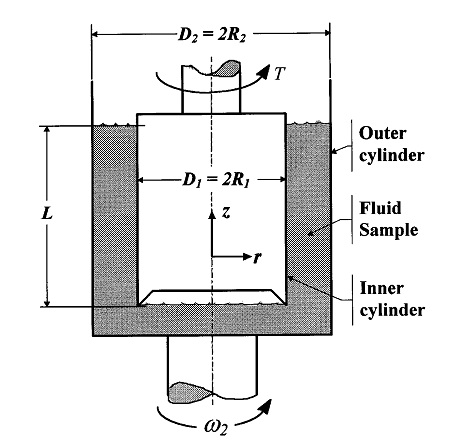 D₂ = 2R₂
T
Outer
cylinder
D₁ = 2R₁
L
z
Fluid
Sample
r
Inner
cylinder
ω₂